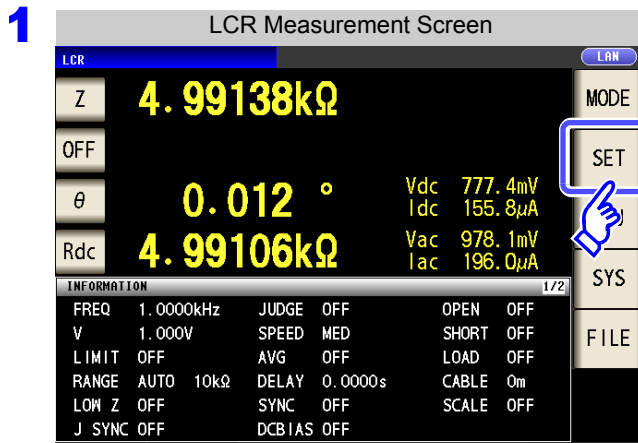 1
LCR Measurement Screen
LCR
LAN
Z 4.99138kΩ
MODE
OFF
SET
θ 0.012 °
Vdc 777.4mV
Idc 155.8μA
Rdc 4.99106kΩ
Vac 978.1mV
Iac 196.0μA
SYS
FILE
INFORMATION 1/2
FREQ 1.0000kHz JUDGE OFF OPEN OFF
V 1.000V SPEED MED SHORT OFF
LIMIT OFF AVG OFF LOAD OFF
RANGE AUTO 10kΩ DELAY 0.0000s CABLE 0m
LOW Z OFF SYNC OFF SCALE OFF
J SYNC OFF DCBIAS OFF